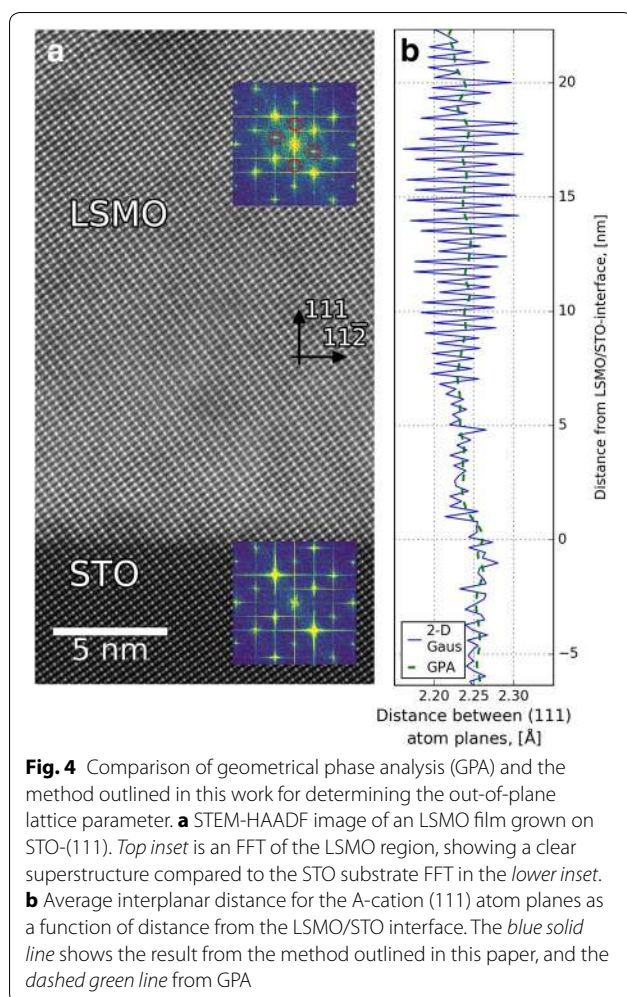 a
LSMO
111
112̅
STO
5 nm
b
20
15
10
5
0
−5
Distance from LSMO/STO-interface, [nm]
2-D
Gaus
GPA
2.20 2.25 2.30
Distance between (111)
atom planes, [Å]
Fig. 4 Comparison of geometrical phase analysis (GPA) and the
method outlined in this work for determining the out-of-plane
lattice parameter. a STEM-HAADF image of an LSMO film grown on
STO-(111). Top inset is an FFT of the LSMO region, showing a clear
superstructure compared to the STO substrate FFT in the lower inset.
b Average interplanar distance for the A-cation (111) atom planes as
a function of distance from the LSMO/STO interface. The blue solid
line shows the result from the method outlined in this paper, and the
dashed green line from GPA